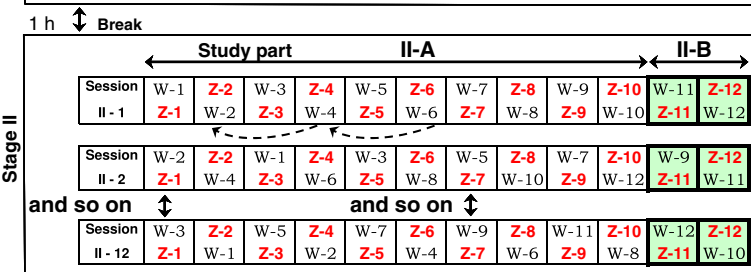 1 h Break
Study part II-A II-B
Session W-1 Z-2 W-3 Z-4 W-5 Z-6 W-7 Z-8 W-9 Z-10 W-11 Z-12
II - 1 Z-1 W-2 Z-3 W-4 Z-5 W-6 Z-7 W-8 Z-9 W-10 Z-11 W-12
Stage II
Session W-2 Z-2 W-1 Z-4 W-3 Z-6 W-5 Z-8 W-7 Z-10 W-9 Z-12
II - 2 Z-1 W-4 Z-3 W-6 Z-5 W-8 Z-7 W-10 Z-9 W-12 Z-11 W-11
and so on and so on
Session W-3 Z-2 W-5 Z-4 W-7 Z-6 W-9 Z-8 W-11 Z-10 W-12 Z-12
II - 12 Z-1 W-1 Z-3 W-2 Z-5 W-4 Z-7 W-6 Z-9 W-8 Z-11 W-10